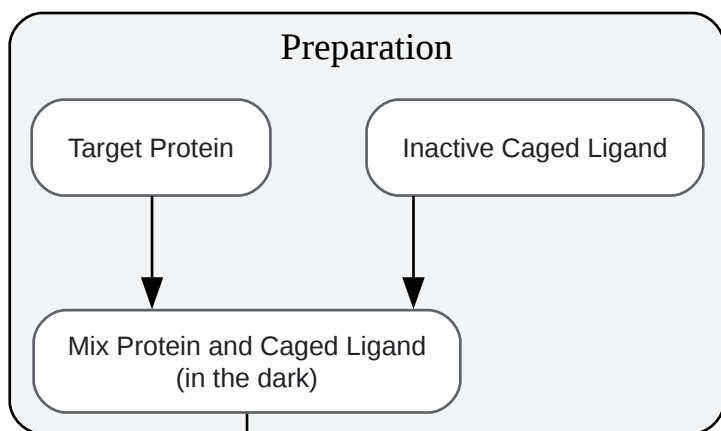 Preparation
Target Protein
Inactive Caged Ligand
Mix Protein and Caged Ligand
(in the dark)